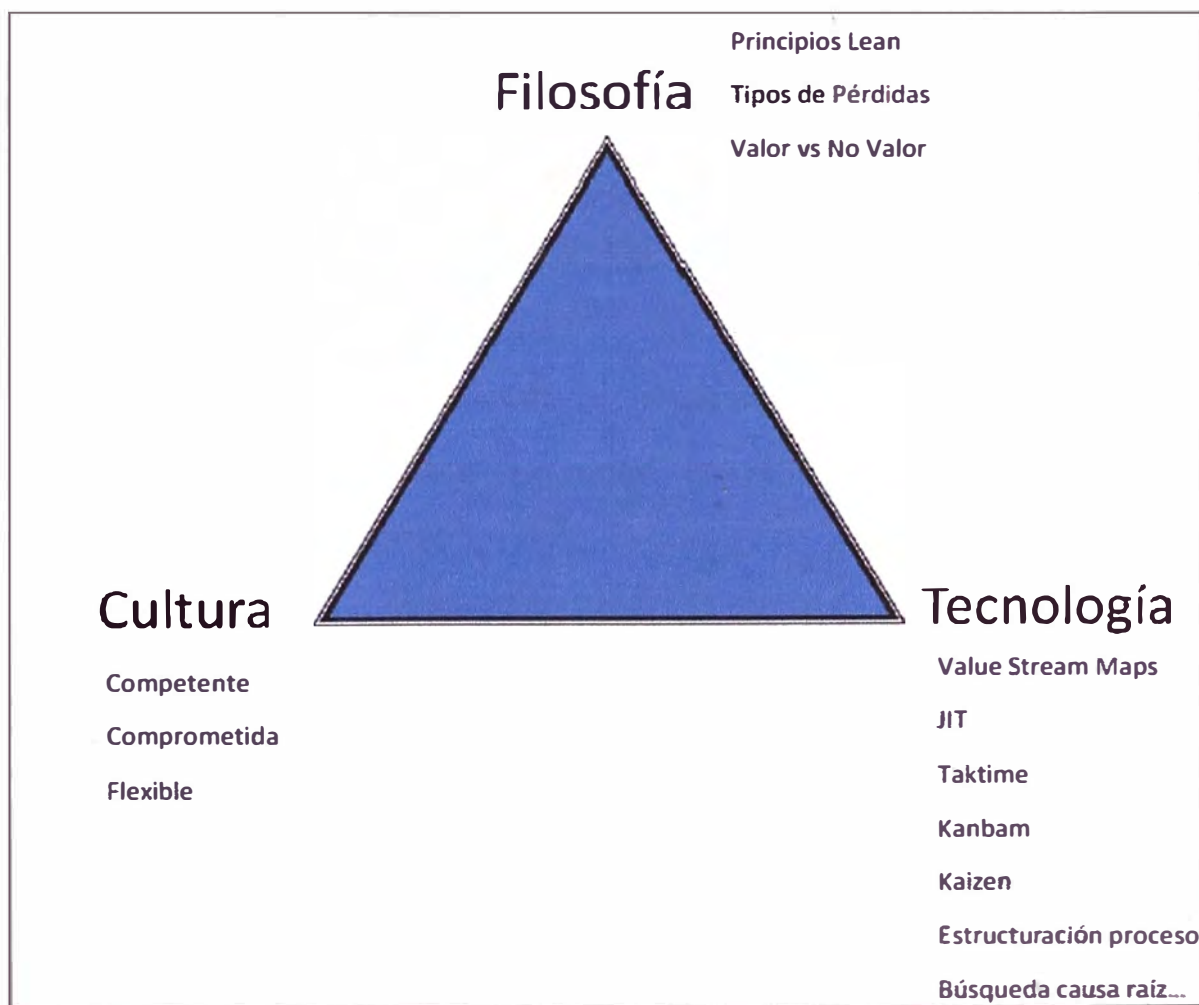 Principios Lean
Filosofía
Tipos de Pérdidas
Valor vs No Valor
Cultura
Competente
Comprometida
Flexible
Tecnología
Value Stream Maps
JIT
Taktime
Kanbam
Kaizen
Estructuración proceso
Búsqueda causa raíz...